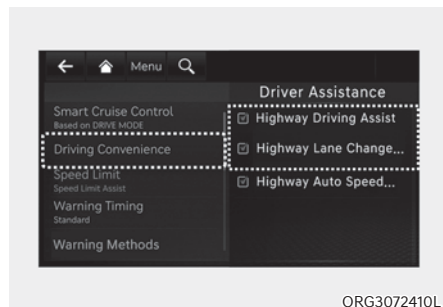 Menu
Driver Assistance
Smart Cruise Control
Based on DRIVE MODE
Driving Convenience
Speed Limit
Speed Limit Assist
Warning Timing
Standard
Warning Methods
Highway Driving Assist
Highway Lane Change...
Highway Auto Speed...
ORG3072410L